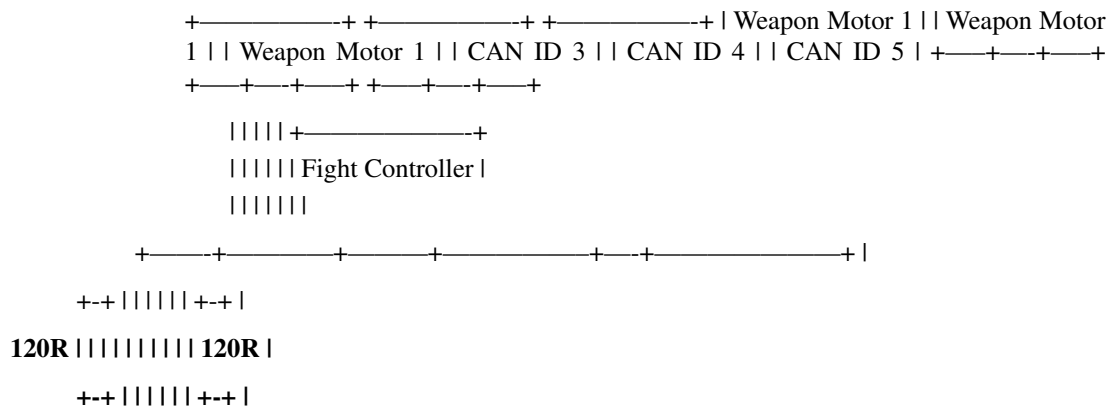 +——————-+ +——————-+ +——————-+ | Weapon Motor 1 | | Weapon Motor
1 | | Weapon Motor 1 | | CAN ID 3 | | CAN ID 4 | | CAN ID 5 | +——+—-+——+
+——+—-+——+ +——+—-+——+
| | | | | +———————-+
| | | | | | Fight Controller |
| | | | | | |
+———-+—————+————+——————–+—-+————————–+ |
+-+ | | | | | | +-+ |
120R | | | | | | | | | | 120R |
+-+ | | | | | | +-+ |